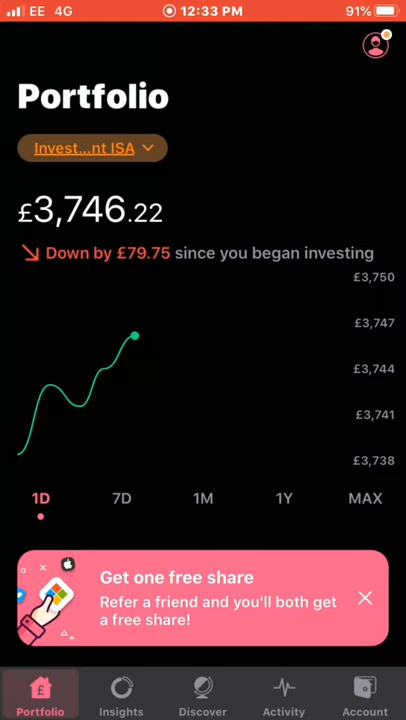 EE 4G 12:33 PM 91%
Portfolio
Invest...nt ISA
£3,746.22
Down by £79.75 since you began investing
£3,750
£3,747
£3,744
£3,741
£3,738
1D 7D 1M 1Y MAX
Get one free share
Refer a friend and you'll both get
a free share!
£
Portfolio Insights Discover Activity Account